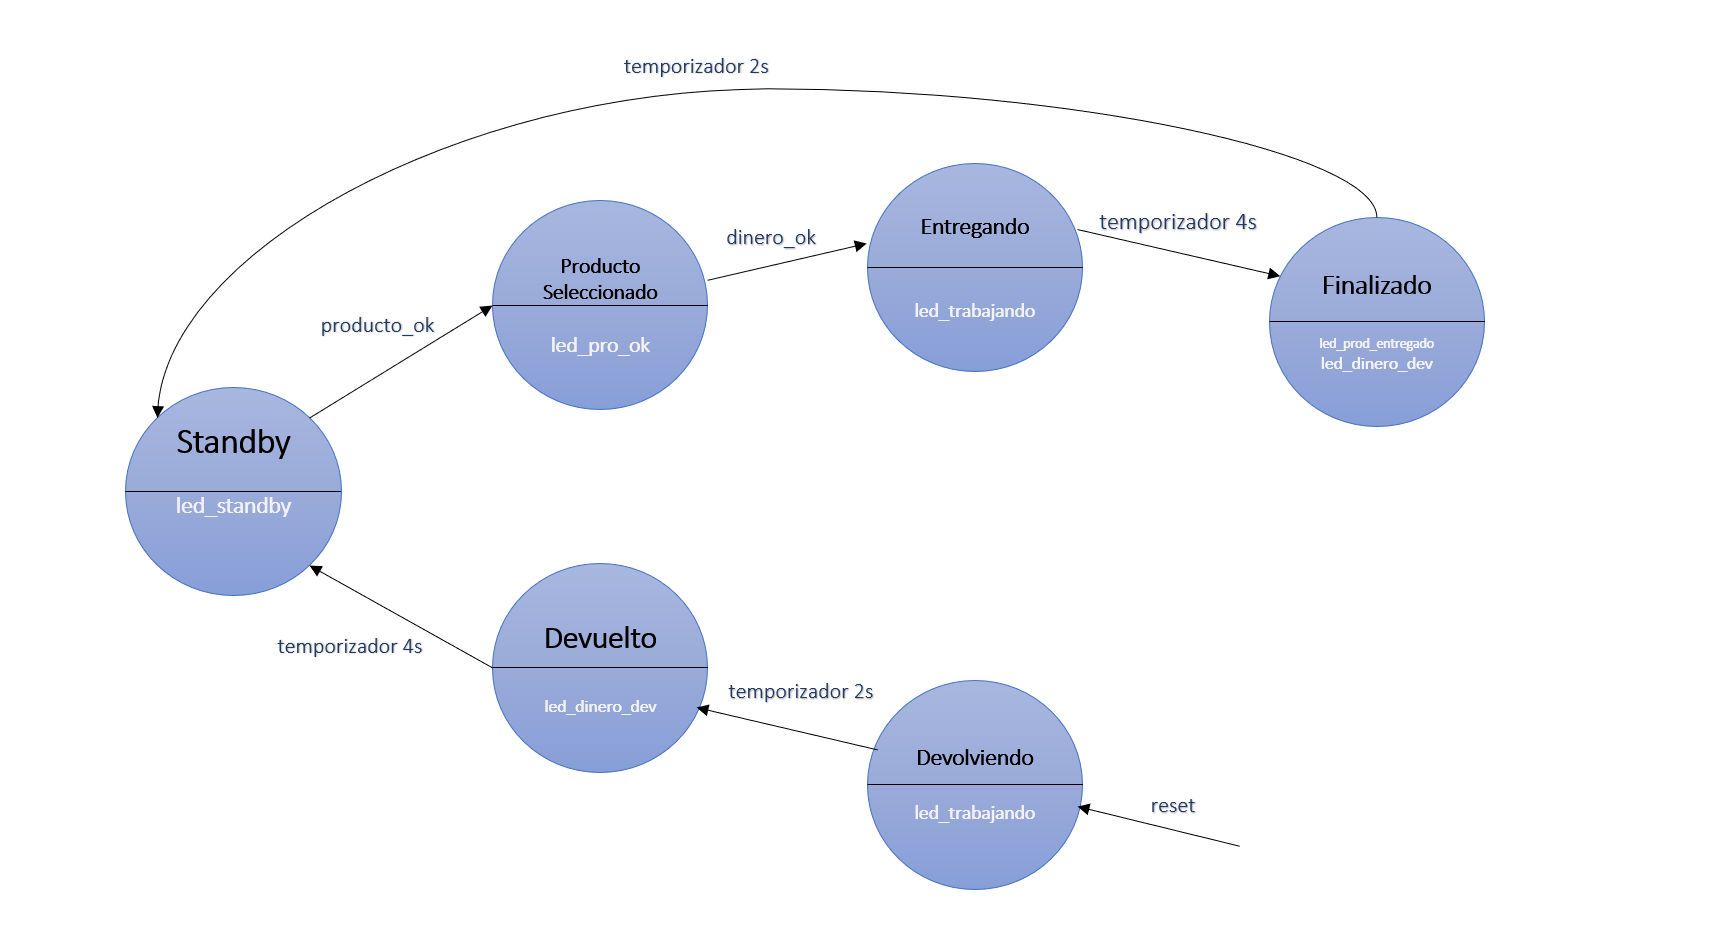 temporizador 2s
Entregando
led_trabajando
temporizador 4s
dinero_ok
Producto
Seleccionado
led_pro_ok
Finalizado
led_prod_entregado
led_dinero_dev
producto_ok
Standby
led_standby
Devuelto
led_dinero_dev
temporizador 4s
temporizador 2s
Devolviendo
led_trabajando
reset